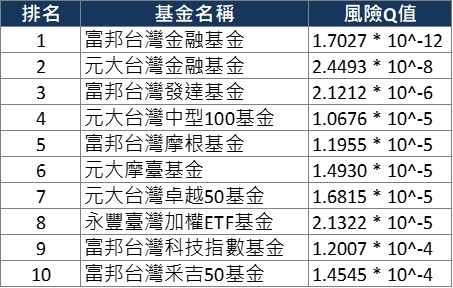 排名 基金名稱 風險Q值
1 富邦台灣金融基金 1.7027 * 10^-12
2 元大台灣金融基金 2.4493 * 10^-8
3 富邦台灣發達基金 2.1212 * 10^-6
4 元大台灣中型100基金 1.0676 * 10^-5
5 富邦台灣摩根基金 1.1955 * 10^-5
6 元大摩臺基金 1.4930 * 10^-5
7 元大台灣卓越50基金 1.6815 * 10^-5
8 永豐臺灣加權ETF基金 2.1322 * 10^-5
9 富邦台灣科技指數基金 1.2007 * 10^-4
10 富邦台灣采吉50基金 1.4545 * 10^-4